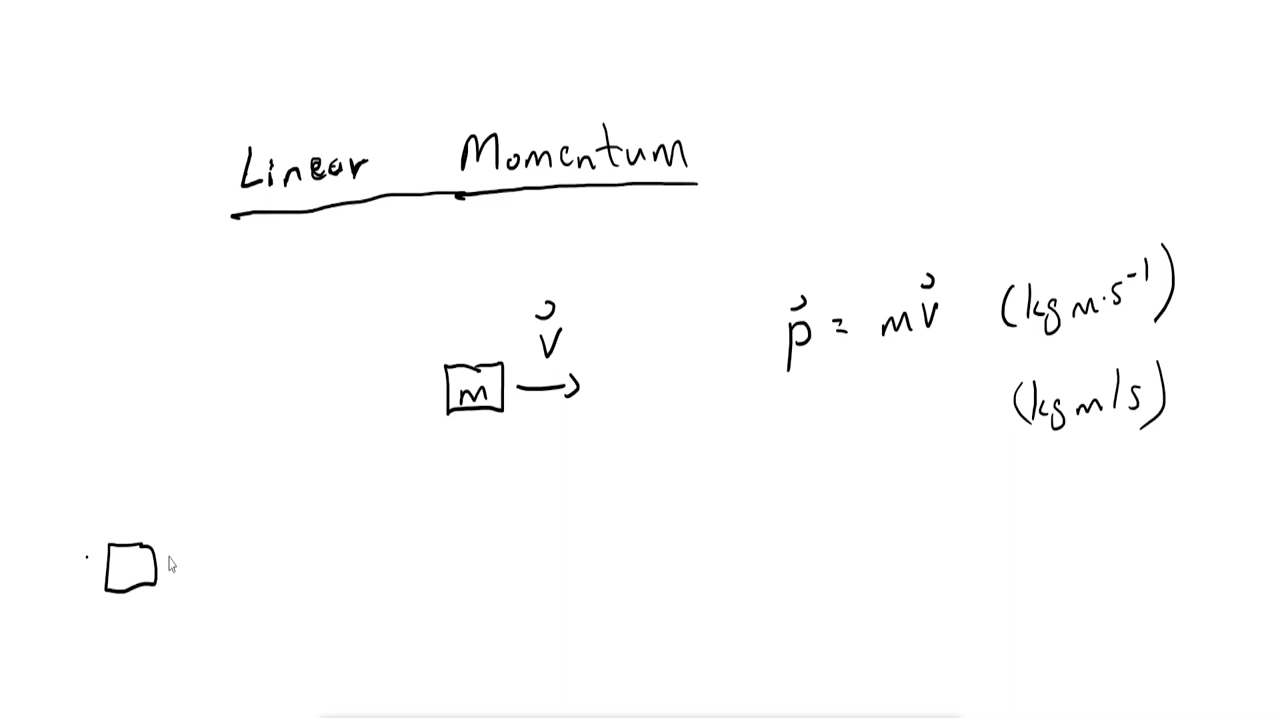 Linear Momentum
v⃗
m
p⃗ = mv⃗ (kg m·s⁻¹)
(kg m/s)